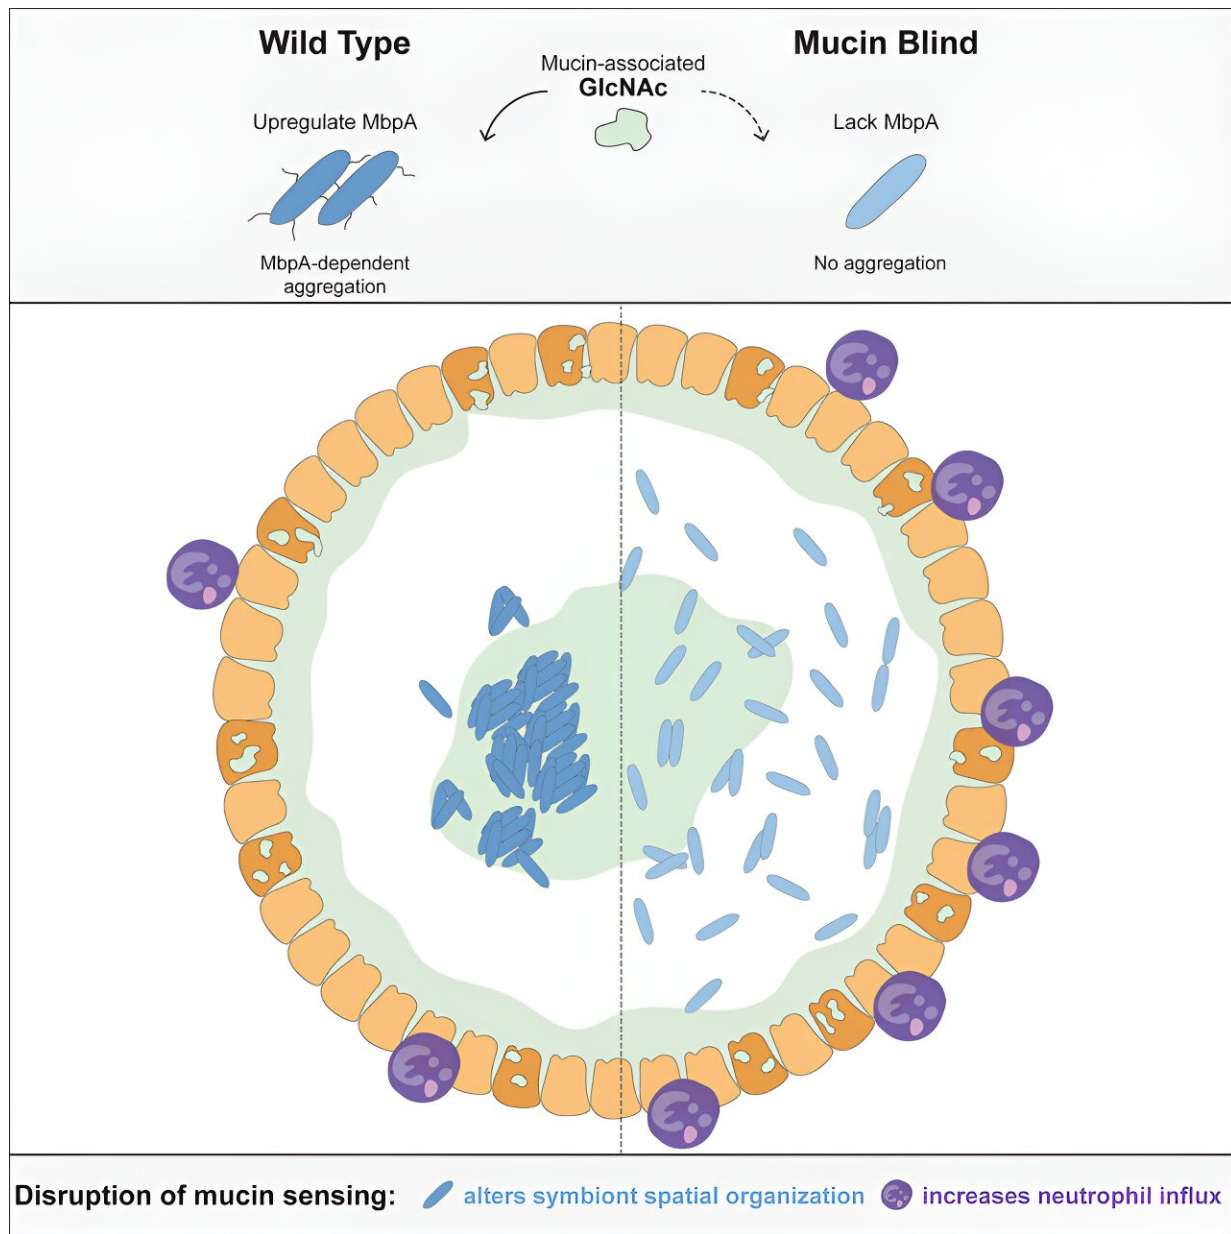 Wild Type
Mucin Blind
Mucin-associated
GlcNAc
Upregulate MbpA
Lack MbpA
MbpA-dependent
aggregation
No aggregation
Disruption of mucin sensing: alters symbiont spatial organization increases neutrophil influx